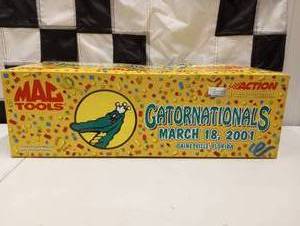 MAC
TOOLS
ACTION
GATORNATIONALS
MARCH 18, 2001
GAINESVILLE, FLORIDA